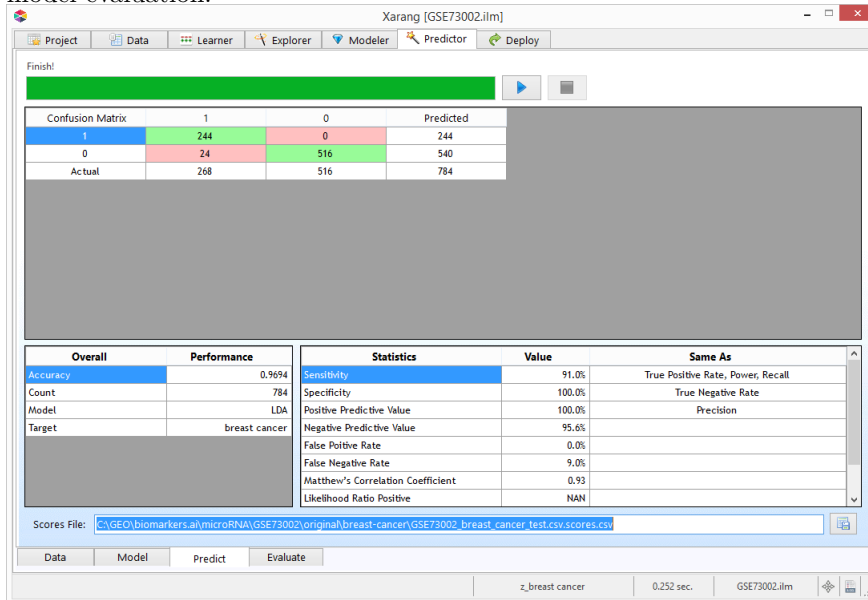 model evaluation.
Xarang [GSE73002.ilm]
Project Data Learner Explorer Modeler Predictor Deploy
Finish!
Confusion Matrix 1 0 Predicted
1 244 0 244
0 24 516 540
Actual 268 516 784
Overall Performance
Accuracy 0.9694
Count 784
Model LDA
Target breast cancer
Statistics Value Same As
Sensitivity 91.0% True Positive Rate, Power, Recall
Specificity 100.0% True Negative Rate
Positive Predictive Value 100.0% Precision
Negative Predictive Value 95.6%
False Poitive Rate 0.0%
False Negative Rate 9.0%
Matthew's Correlation Coefficient 0.93
Likelihood Ratio Positive NAN
Scores File: C:\GEO\biomarkers.ai\microRNA\GSE73002\original\breast-cancer\GSE73002_breast_cancer_test.csv.scores.csv
Data Model Predict Evaluate
z_breast cancer 0.252 sec. GSE73002.ilm